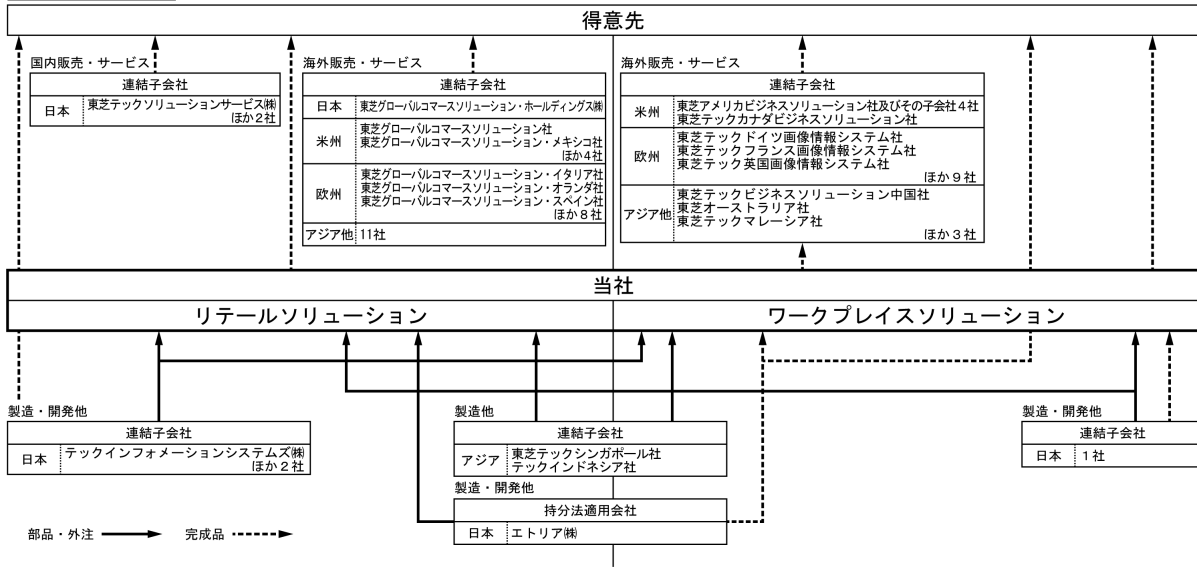 得意先
国内販売・サービス
連結子会社
日本
東芝テックソリューションサービス㈱
ほか２社
海外販売・サービス
連結子会社
日本
東芝グローバルコマースソリューション・ホールディングス㈱
米州
東芝グローバルコマースソリューション社
東芝グローバルコマースソリューション・メキシコ社
ほか４社
欧州
東芝グローバルコマースソリューション・イタリア社
東芝グローバルコマースソリューション・オランダ社
東芝グローバルコマースソリューション・スペイン社
ほか８社
アジア他
11社
海外販売・サービス
連結子会社
米州
東芝アメリカビジネスソリューション社及びその子会社４社
東芝テックカナダビジネスソリューション社
欧州
東芝テックドイツ画像情報システム社
東芝テックフランス画像情報システム社
東芝テック英国画像情報システム社
ほか９社
アジア他
東芝テックビジネスソリューション中国社
東芝オーストラリア社
東芝テックマレーシア社
ほか３社
当社
リテールソリューション
ワークプレイスソリューション
製造・開発他
連結子会社
日本
テックインフォメーションシステムズ㈱
ほか２社
製造他
連結子会社
アジア
東芝テックシンガポール社
テックインドネシア社
製造・開発他
持分法適用会社
日本
エトリア㈱
製造・開発他
連結子会社
日本
１社
部品・外注
完成品